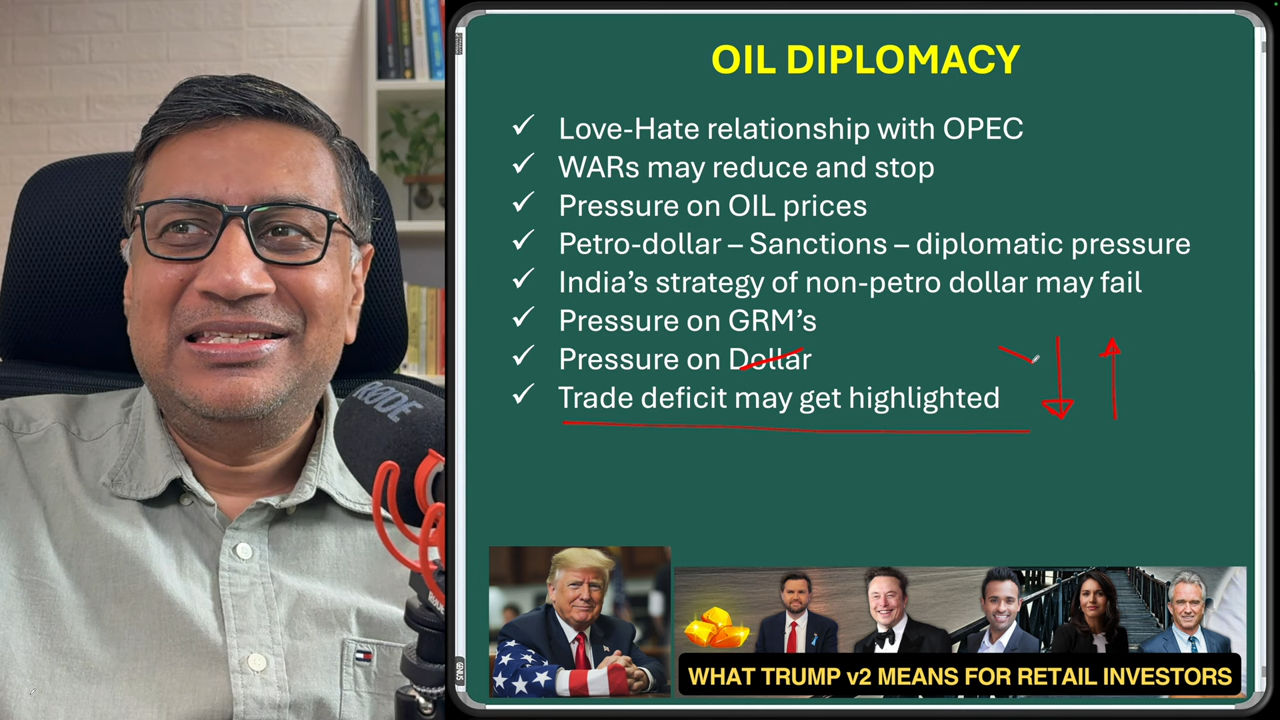 OIL DIPLOMACY
✓ Love-Hate relationship with OPEC
✓ WARs may reduce and stop
✓ Pressure on OIL prices
✓ Petro-dollar – Sanctions – diplomatic pressure
✓ India's strategy of non-petro dollar may fail
✓ Pressure on GRM's
✓ Pressure on Dollar
✓ Trade deficit may get highlighted
RØDE
GENIUS
WHAT TRUMP v2 MEANS FOR RETAIL INVESTORS